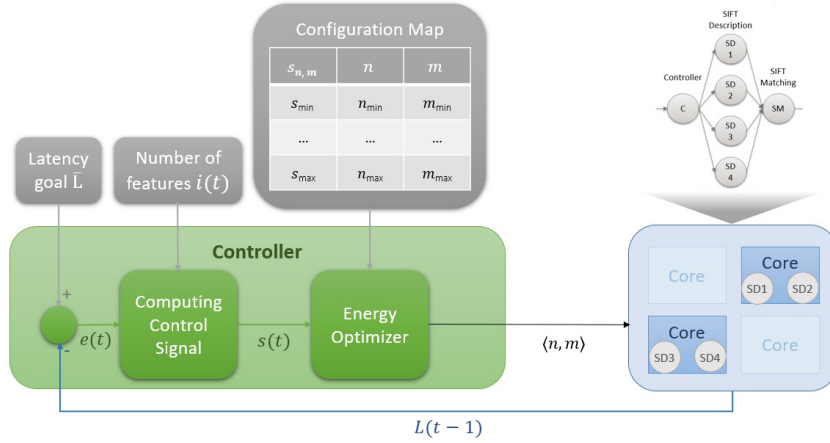 Configuration Map
s_{n, m} n m
s_min n_min m_min
... ... ...
s_max n_max m_max
Latency
goal L̄
Number of
features i(t)
SIFT
Description
SD
1
Controller
SIFT
Matching
SD
2
C
SM
SD
3
SD
4
Controller
+
-
e(t)
Computing
Control
Signal
s(t)
Energy
Optimizer
⟨n, m⟩
Core
Core
SD1 SD2
Core
SD3 SD4
Core
L(t − 1)